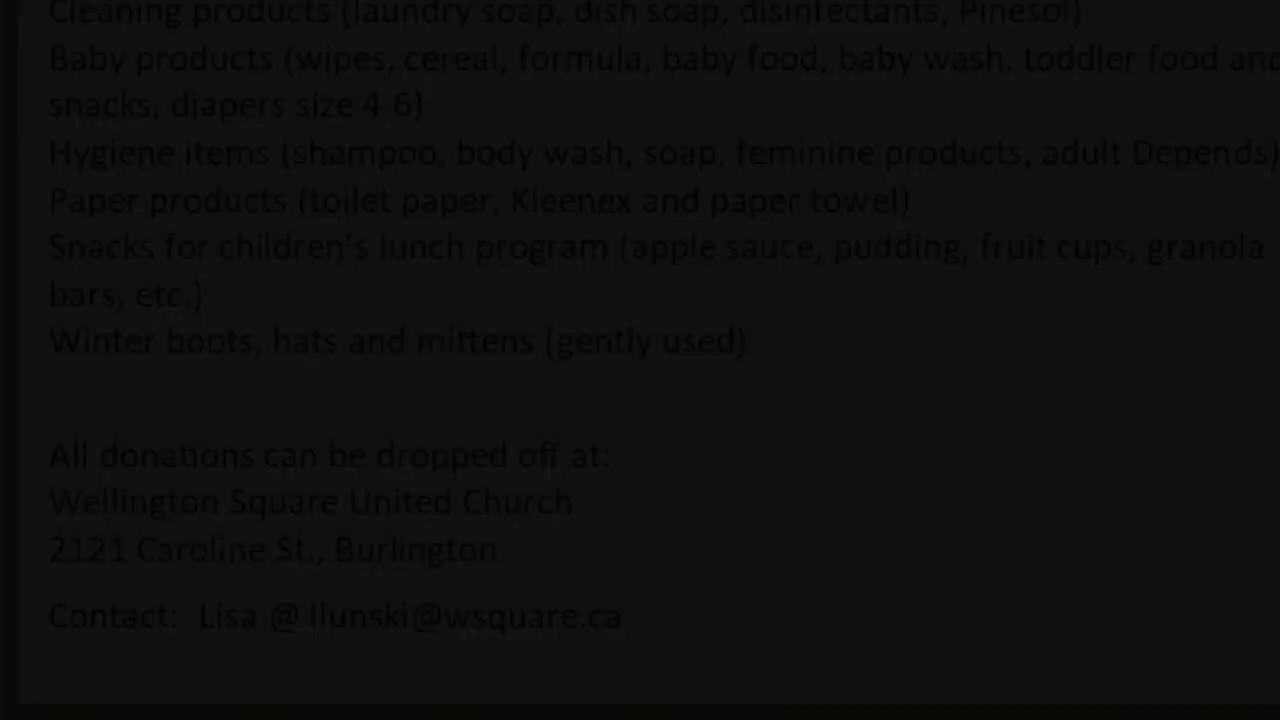 Cleaning products (laundry soap, dish soap, disinfectants, Pinesol)
Baby products (wipes, cereal, formula, baby food, baby wash, toddler food and
snacks, diapers size 4-6)
Hygiene items (shampoo, body wash, soap, feminine products, adult Depends)
Paper products (toilet paper, Kleenex and paper towel)
Snacks for children's lunch program (apple sauce, pudding, fruit cups, granola
bars, etc.)
Winter boots, hats and mittens (gently used)
All donations can be dropped off at:
Wellington Square United Church
2121 Caroline St., Burlington
Contact: Lisa @ llunski@wsquare.ca